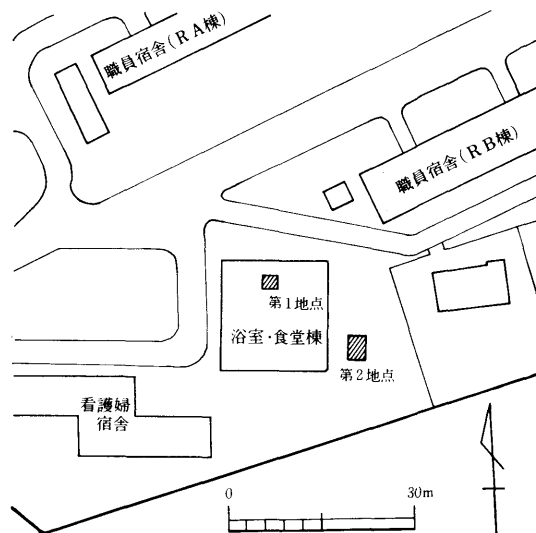 職員宿舎(RA棟)
職員宿舎(RB棟)
第1地点
浴室・食堂棟
第2地点
看護婦
宿舎
0
30m